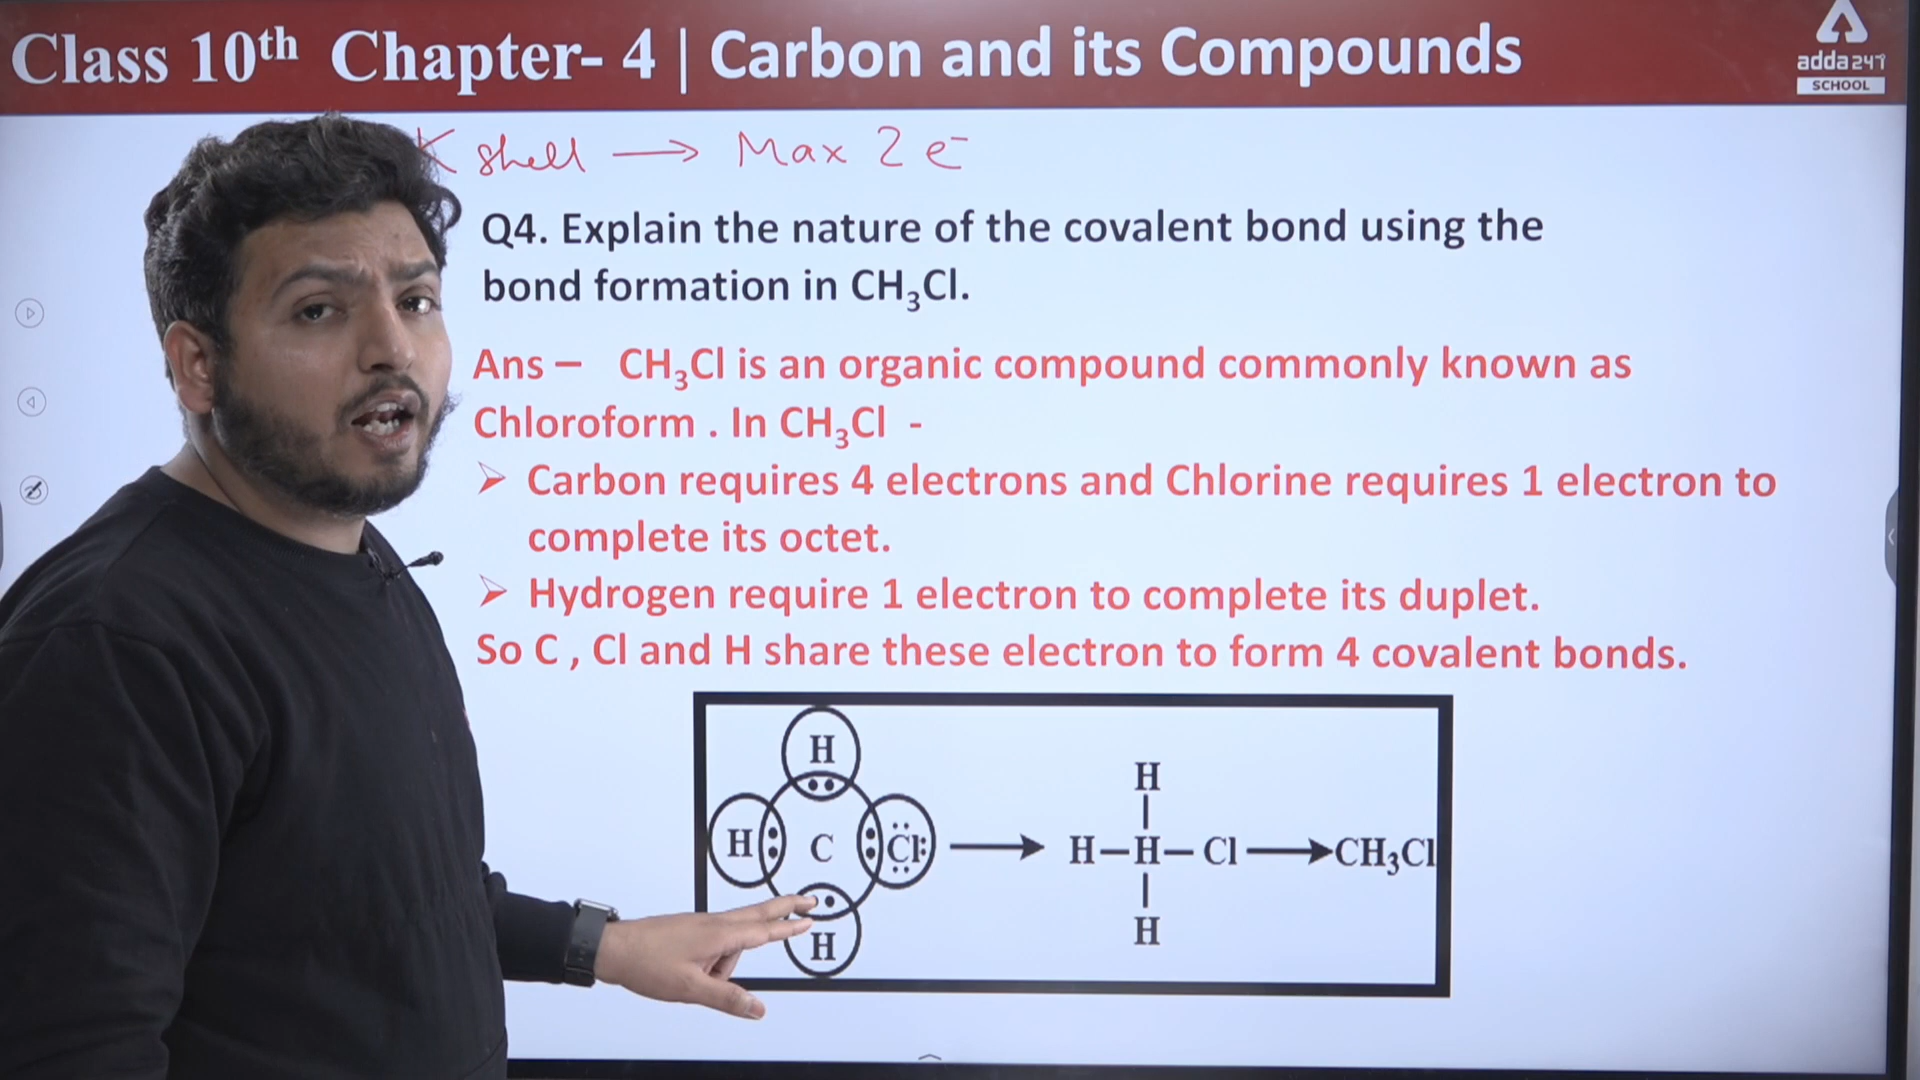 Class 10th Chapter- 4 | Carbon and its Compounds
adda247
SCHOOL
K shell → Max 2 e⁻
Q4. Explain the nature of the covalent bond using the
bond formation in CH₃Cl.
Ans – CH₃Cl is an organic compound commonly known as
Chloroform . In CH₃Cl -
➢ Carbon requires 4 electrons and Chlorine requires 1 electron to
complete its octet.
➢ Hydrogen require 1 electron to complete its duplet.
So C , Cl and H share these electron to form 4 covalent bonds.
H
H C Cl
H
H
H–H–Cl → CH₃Cl
H